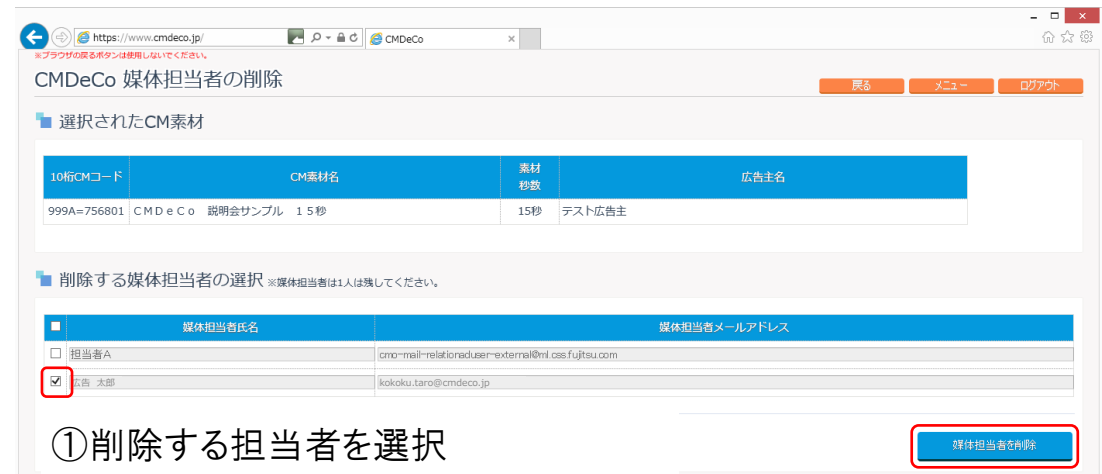 https://www.cmdeco.jp/
CMDeCo
※ブラウザの戻るボタンは使用しないでください。
CMDeCo 媒体担当者の削除
戻る
メニュー
ログアウト
選択されたCM素材
10桁CMコード
CM素材名
素材
秒数
広告主名
999A=756801
ＣＭＤｅＣｏ　説明会サンプル　１５秒
15秒
テスト広告主
削除する媒体担当者の選択 ※媒体担当者は1人は残してください。
媒体担当者氏名
媒体担当者メールアドレス
担当者A
cmo-mail-relationaduser-external@ml.css.fujitsu.com
広告 太郎
kokoku.taro@cmdeco.jp
①削除する担当者を選択
媒体担当者を削除